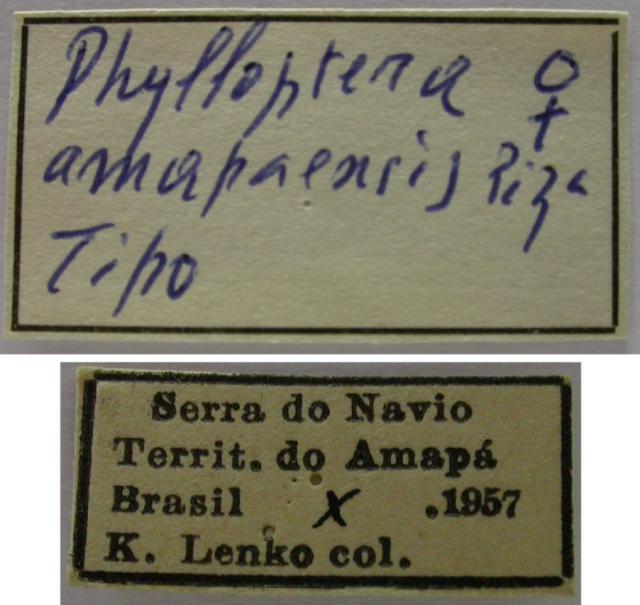 Phylloptera ♀
amapaensis Piza
Tipo
Serra do Navio
Territ. do Amapá
Brasil X .1957
K. Lenko col.